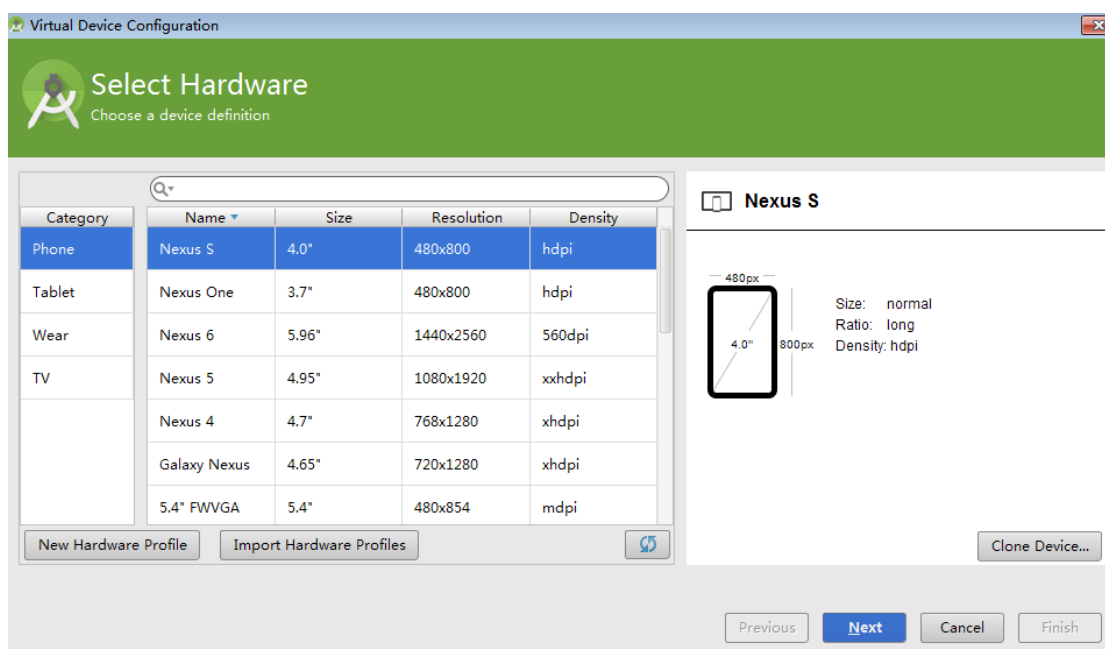 Virtual Device Configuration
Select Hardware
Choose a device definition
Category
Phone
Tablet
Wear
TV
Name Size Resolution Density
Nexus S 4.0" 480x800 hdpi
Nexus One 3.7" 480x800 hdpi
Nexus 6 5.96" 1440x2560 560dpi
Nexus 5 4.95" 1080x1920 xxhdpi
Nexus 4 4.7" 768x1280 xhdpi
Galaxy Nexus 4.65" 720x1280 xhdpi
5.4" FWVGA 5.4" 480x854 mdpi
New Hardware Profile Import Hardware Profiles
Nexus S
480px
4.0"
800px
Size: normal
Ratio: long
Density: hdpi
Clone Device...
Previous Next Cancel Finish